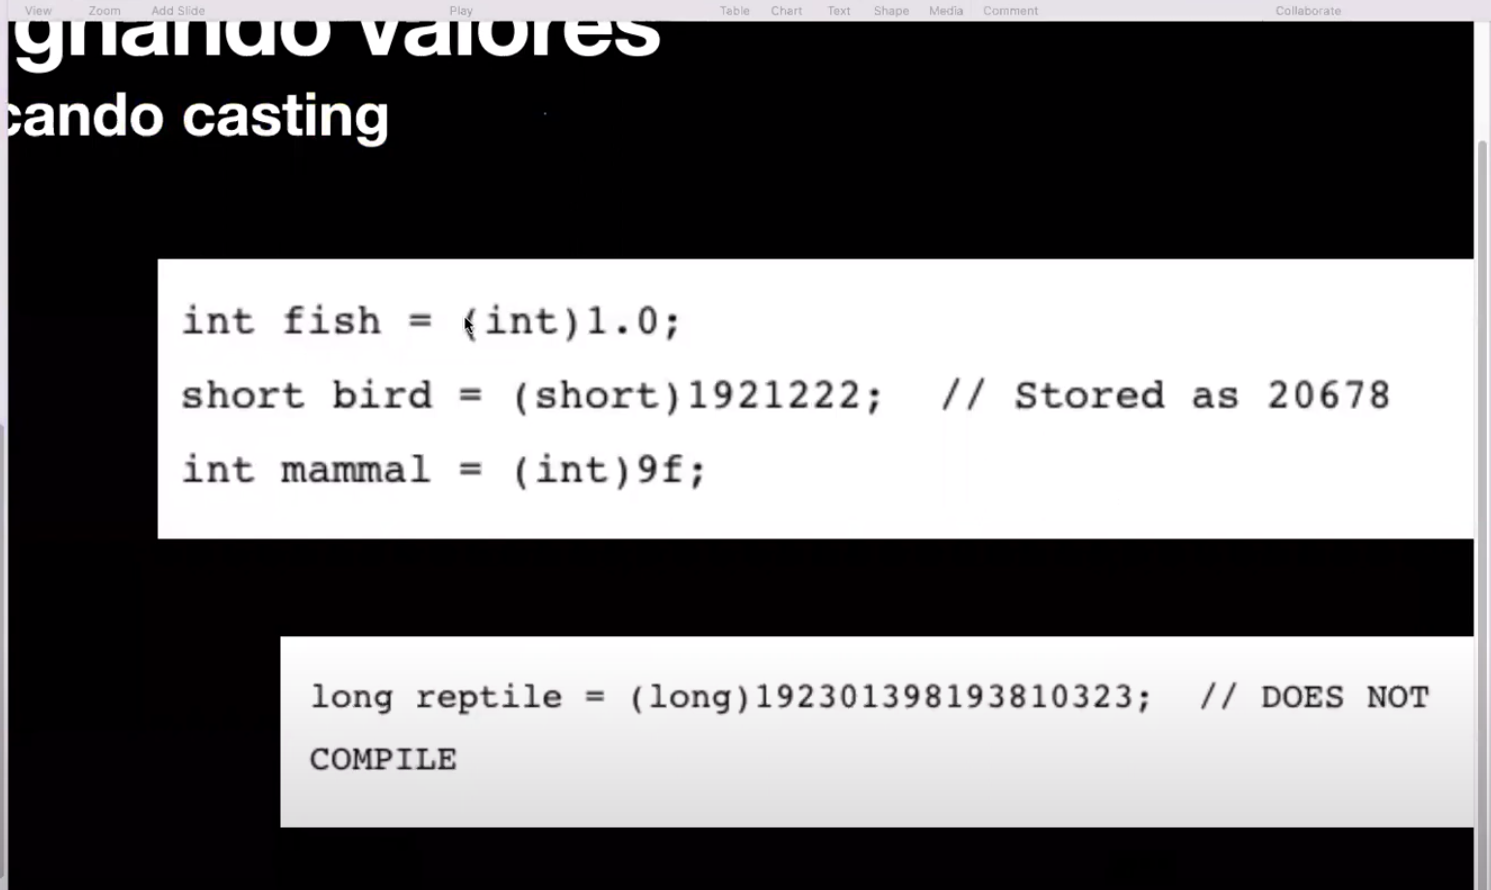 View Zoom Add Slide Play Table Chart Text Shape Media Comment Collaborate
gnando valores
cando casting
int fish = (int)1.0;
short bird = (short)1921222;  // Stored as 20678
int mammal = (int)9f;
long reptile = (long)192301398193810323;  // DOES NOT
COMPILE